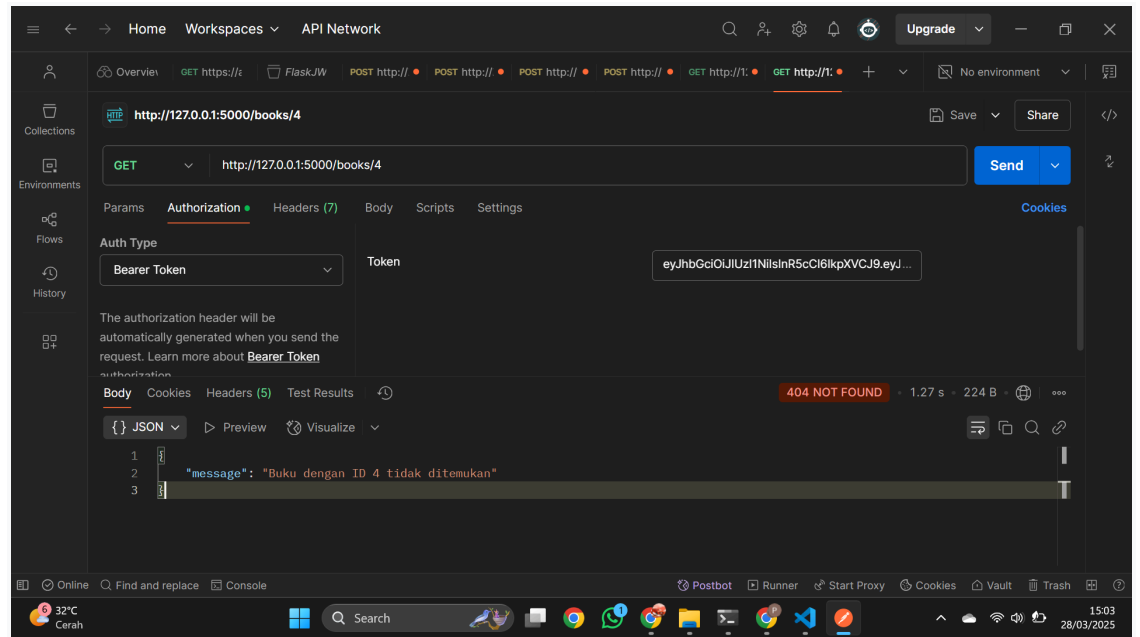 Home Workspaces API Network Upgrade
Overviev GET https://a FlaskJW POST http:// POST http:// POST http:// POST http:// GET http://1: GET http://1: No environment
HTTP http://127.0.0.1:5000/books/4 Save Share
Collections
GET http://127.0.0.1:5000/books/4 Send
Environments
Params Authorization Headers (7) Body Scripts Settings Cookies
Flows
Auth Type
Token
Bearer Token
eyJhbGciOiJIUzI1NiIsInR5cCI6IkpXVCJ9.eyJ...
History
The authorization header will be
automatically generated when you send the
request. Learn more about Bearer Token
authorization.
Body Cookies Headers (5) Test Results 404 NOT FOUND 1.27 s 224 B
{} JSON Preview Visualize
1 {
2 "message": "Buku dengan ID 4 tidak ditemukan"
3 }
Online Find and replace Console Postbot Runner Start Proxy Cookies Vault Trash
6 32°C
Cerah
Search
9
P
15:03
28/03/2025